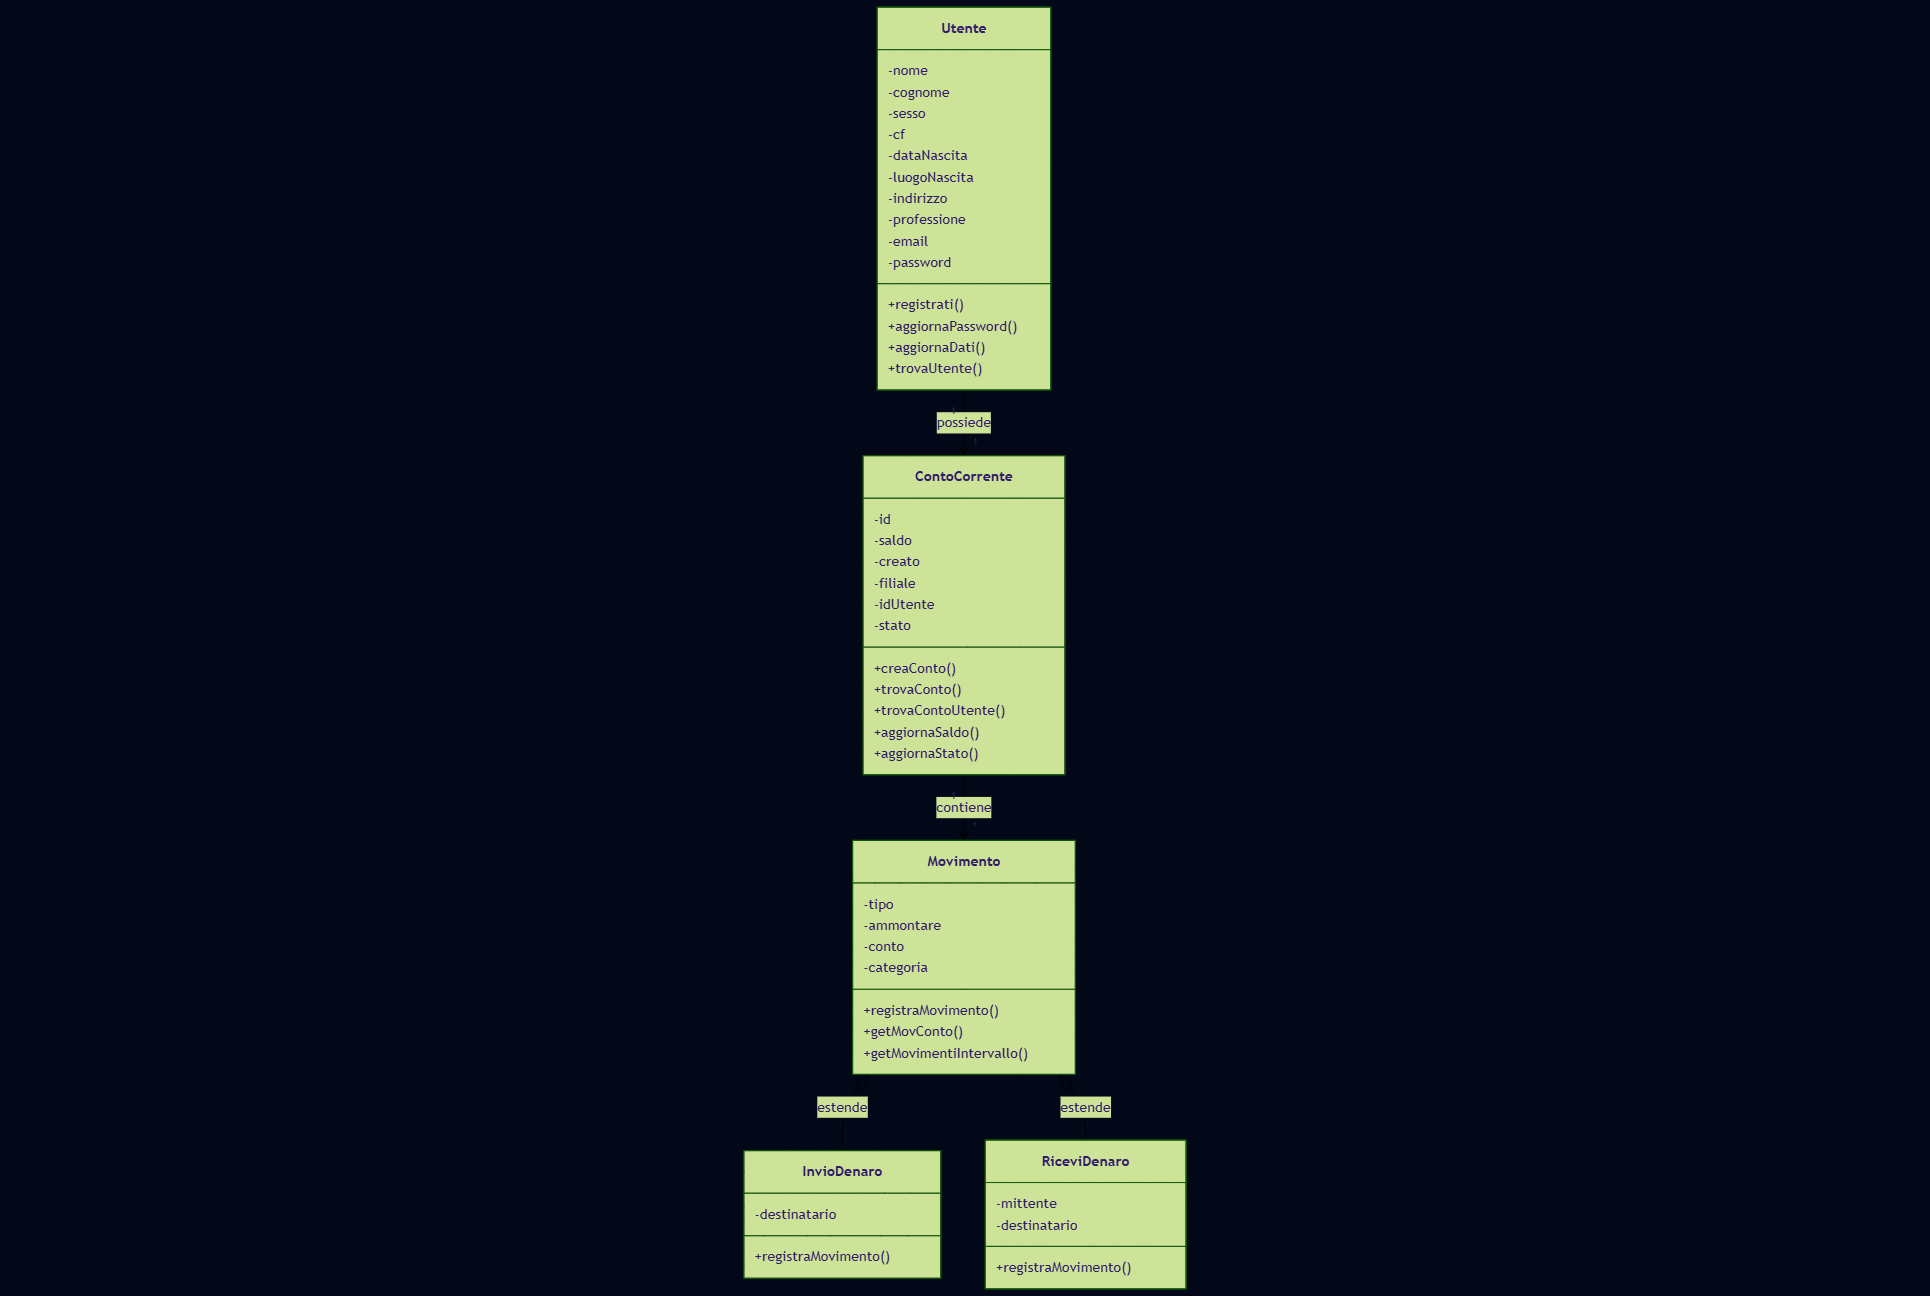 Utente
-nome
-cognome
-sesso
-cf
-dataNascita
-luogoNascita
-indirizzo
-professione
-email
-password
+registrati()
+aggiornaPassword()
+aggiornaDati()
+trovaUtente()
possiede
1
ContoCorrente
-id
-saldo
-creato
-filiale
-idUtente
-stato
+creaConto()
+trovaConto()
+trovaContoUtente()
+aggiornaSaldo()
+aggiornaStato()
contiene
Movimento
-tipo
-ammontare
-conto
-categoria
+registraMovimento()
+getMovConto()
+getMovimentiIntervallo()
estende
estende
InvioDenaro
-destinatario
+registraMovimento()
RiceviDenaro
-mittente
-destinatario
+registraMovimento()